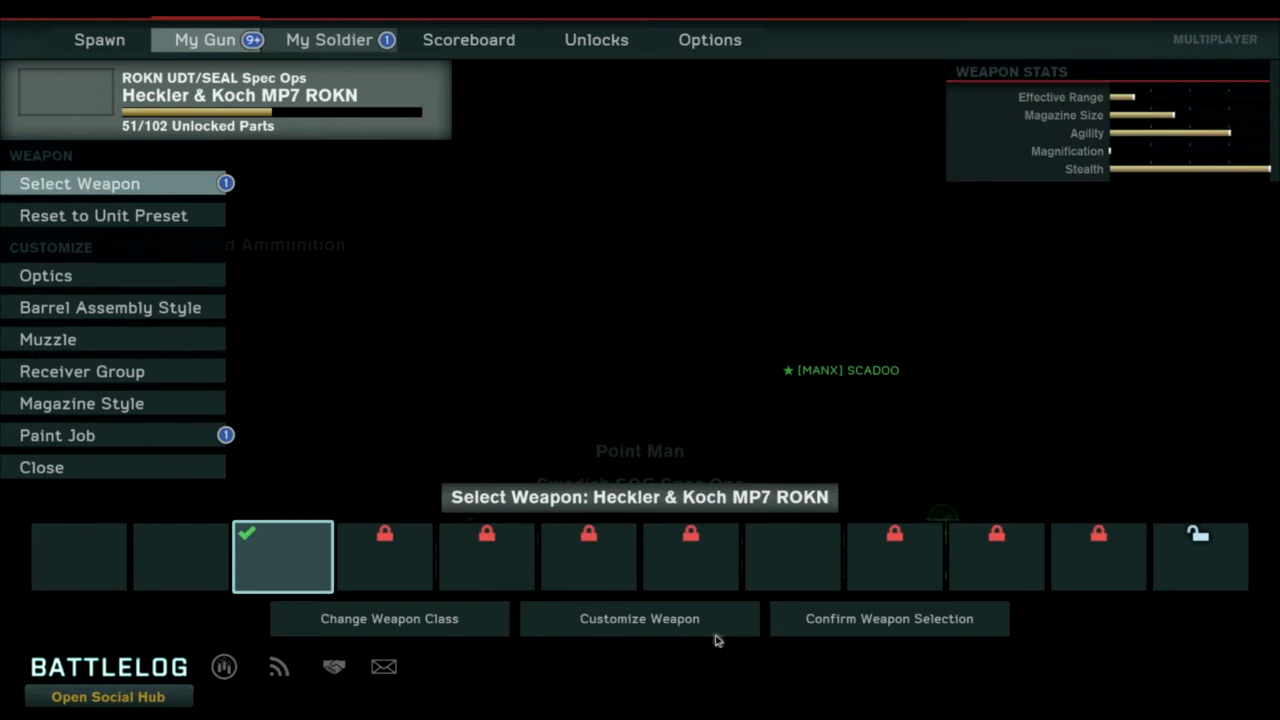 Spawn
My Gun 9+
My Soldier 1
Scoreboard
Unlocks
Options
MULTIPLAYER
ROKN UDT/SEAL Spec Ops
Heckler & Koch MP7 ROKN
51/102 Unlocked Parts
WEAPON STATS
Effective Range
Magazine Size
Agility
Magnification
Stealth
WEAPON
Select Weapon 1
Reset to Unit Preset
CUSTOMIZE
d Ammunition
Optics
Barrel Assembly Style
Muzzle
Receiver Group
Magazine Style
Paint Job 1
Close
★ [MANX] SCADOO
Point Man
Select Weapon: Heckler & Koch MP7 ROKN
Change Weapon Class
Customize Weapon
Confirm Weapon Selection
BATTLELOG
Open Social Hub